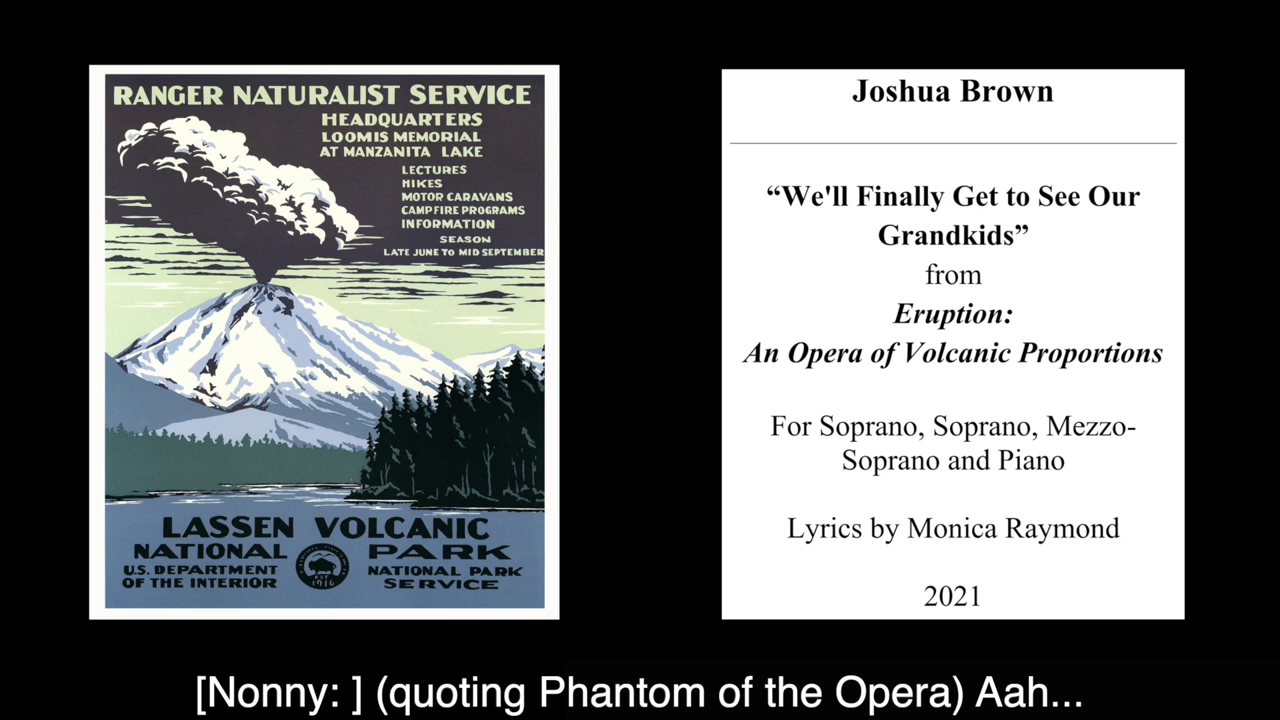 RANGER NATURALIST SERVICE
HEADQUARTERS
LOOMIS MEMORIAL
AT MANZANITA LAKE
LECTURES
HIKES
MOTOR CARAVANS
CAMPFIRE PROGRAMS
INFORMATION
SEASON
LATE JUNE TO MID SEPTEMBER
LASSEN VOLCANIC
NATIONAL PARK
U.S. DEPARTMENT
OF THE INTERIOR
1916
NATIONAL PARK
SERVICE
Joshua Brown
“We'll Finally Get to See Our
Grandkids”
from
Eruption:
An Opera of Volcanic Proportions
For Soprano, Soprano, Mezzo-
Soprano and Piano
Lyrics by Monica Raymond
2021
[Nonny: ] (quoting Phantom of the Opera) Aah...